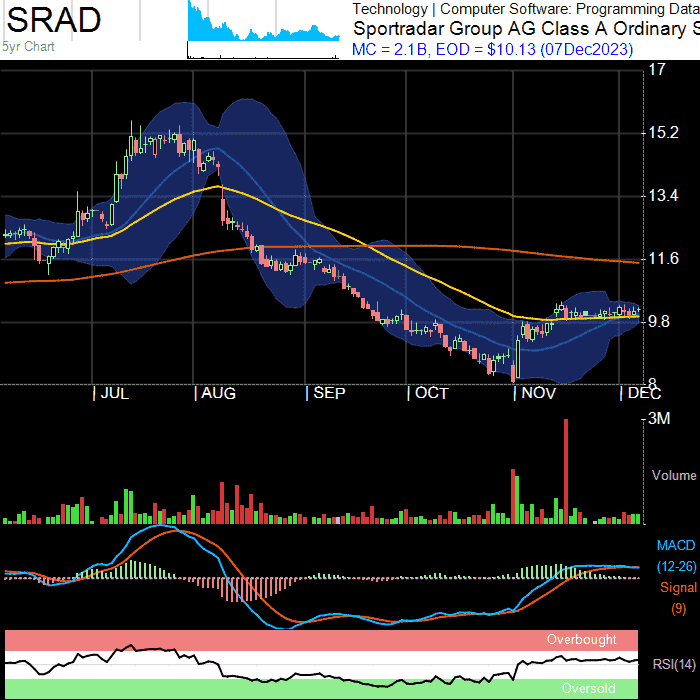 SRAD
5yr Chart
Technology | Computer Software: Programming Data
Sportradar Group AG Class A Ordinary S
MC = 2.1B, EOD = $10.13 (07Dec2023)
17
15.2
13.4
11.6
9.8
8
| JUL | AUG | SEP | OCT | NOV | DEC
3M
Volume
MACD
(12-26)
Signal
(9)
Overbought
RSI(14)
Oversold